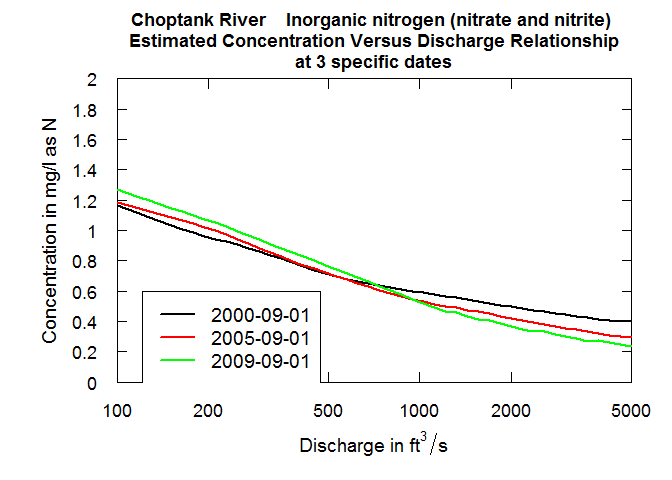 Choptank River    Inorganic nitrogen (nitrate and nitrite)
Estimated Concentration Versus Discharge Relationship
at 3 specific dates
Concentration in mg/l as N
2
1.8
1.6
1.4
1.2
1
0.8
0.6
0.4
0.2
0
2000-09-01
2005-09-01
2009-09-01
100 200 500 1000 2000 5000
Discharge in ft³/s